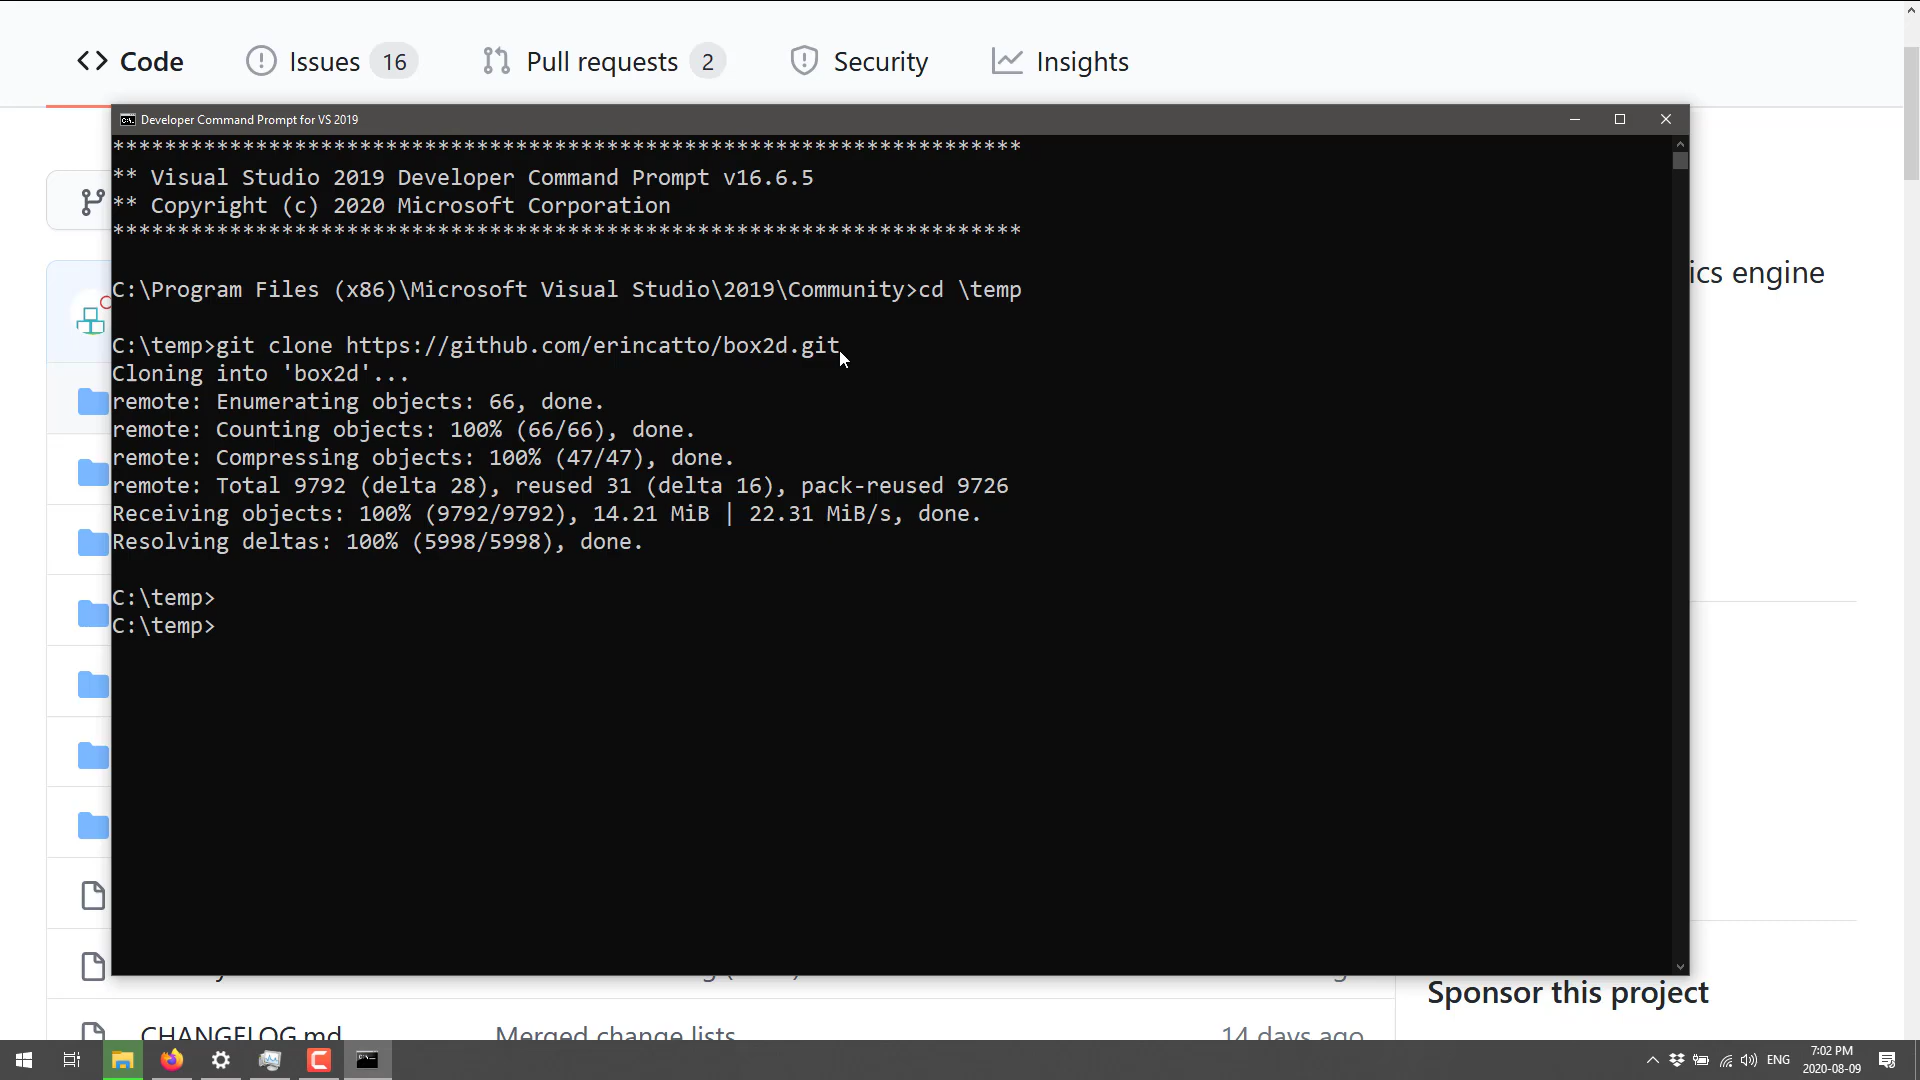 Code
Issues 16
Pull requests 2
Security
Insights
Developer Command Prompt for VS 2019
**********************************************************************
** Visual Studio 2019 Developer Command Prompt v16.6.5
** Copyright (c) 2020 Microsoft Corporation
**********************************************************************
C:\Program Files (x86)\Microsoft Visual Studio\2019\Community>cd \temp
ics engine
C:\temp>git clone https://github.com/erincatto/box2d.git
Cloning into 'box2d'...
remote: Enumerating objects: 66, done.
remote: Counting objects: 100% (66/66), done.
remote: Compressing objects: 100% (47/47), done.
remote: Total 9792 (delta 28), reused 31 (delta 16), pack-reused 9726
Receiving objects: 100% (9792/9792), 14.21 MiB | 22.31 MiB/s, done.
Resolving deltas: 100% (5998/5998), done.
C:\temp>
C:\temp>
Sponsor this project
CHANGELOG.md Merged change lists 14 days ago
ENG
7:02 PM
2020-08-09